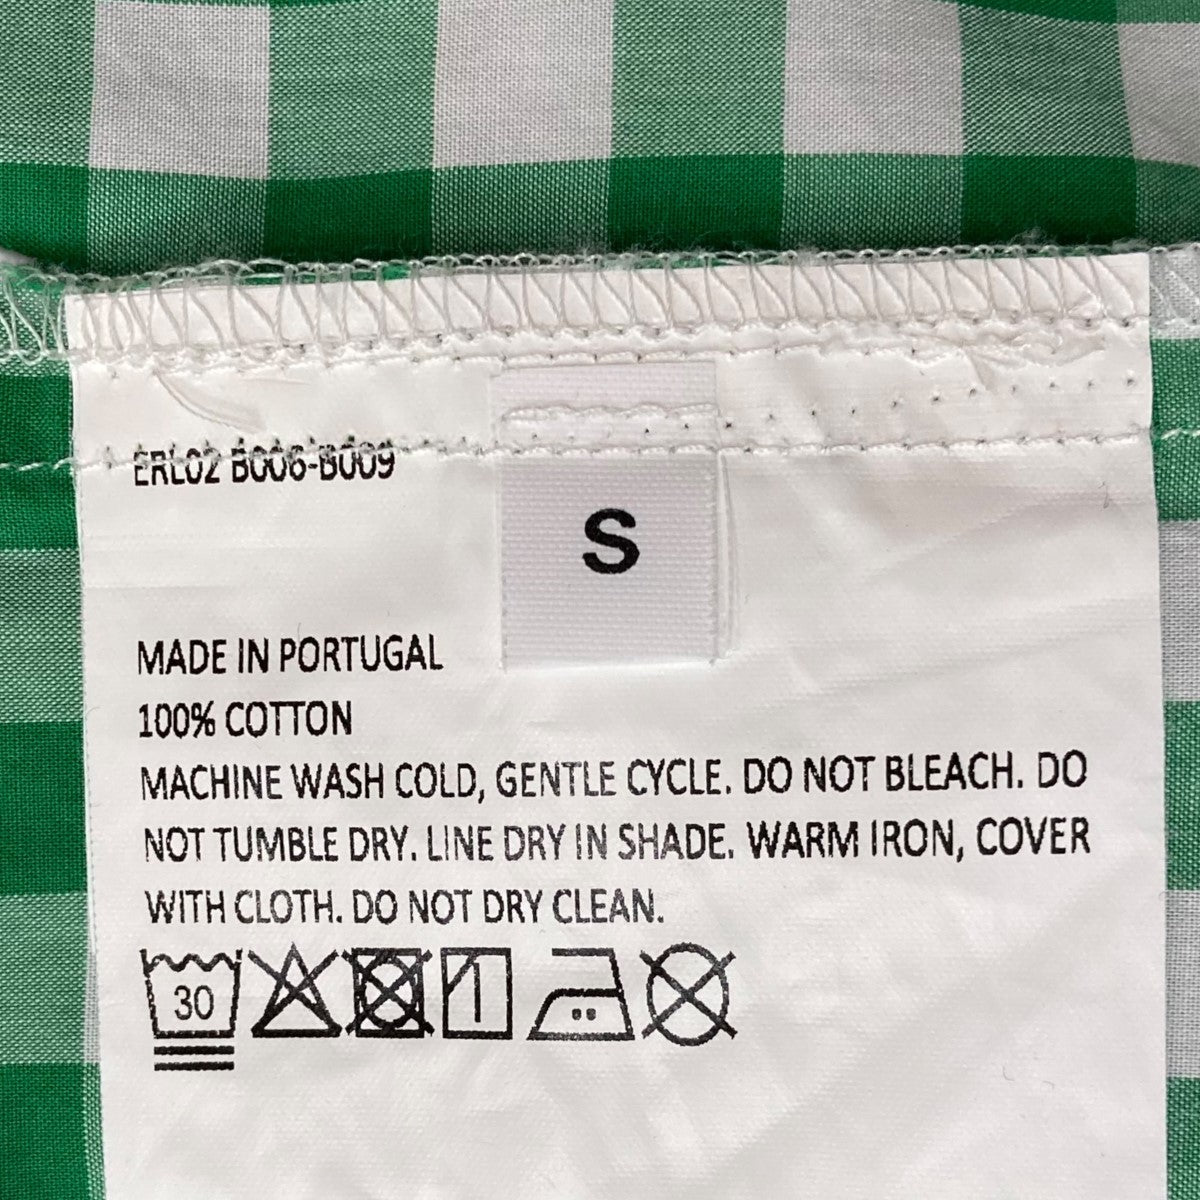 ERL02 B006-B009
S
MADE IN PORTUGAL
100% COTTON
MACHINE WASH COLD, GENTLE CYCLE. DO NOT BLEACH. DO
NOT TUMBLE DRY. LINE DRY IN SHADE. WARM IRON, COVER
WITH CLOTH. DO NOT DRY CLEAN.
30